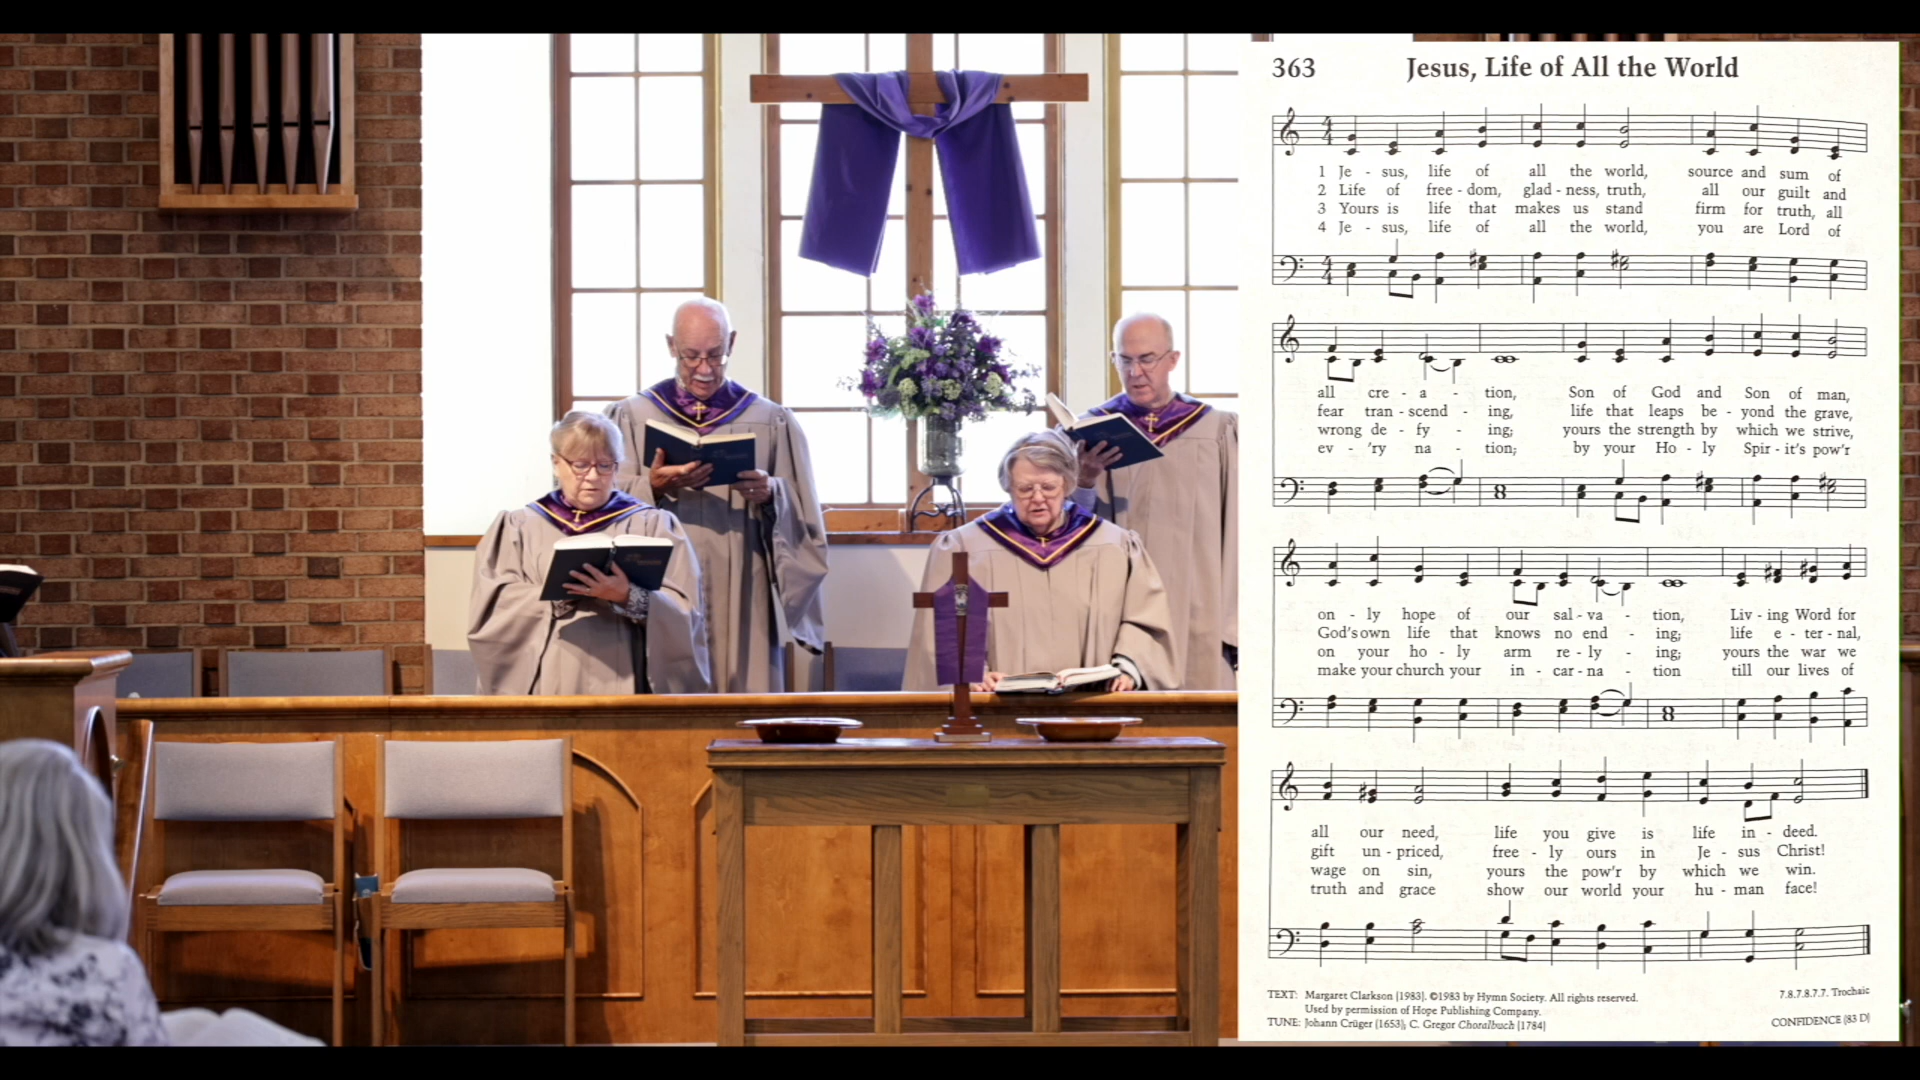 363 Jesus, Life of All the World
1 Je - sus, life of all the world, source and sum of
2 Life of free - dom, glad - ness, truth, all our guilt and
3 Yours is life that makes us stand firm for truth, all
4 Je - sus, life of all the world, you are Lord of
all cre - a - tion, Son of God and Son of man,
fear tran - scend - ing, life that leaps be - yond the grave,
wrong de - fy - ing; yours the strength by which we strive,
ev - 'ry na - tion; by your Ho - ly Spir - it's pow'r
on - ly hope of our sal - va - tion, Liv - ing Word for
God's own life that knows no end - ing; life e - ter - nal,
on your ho - ly arm re - ly - ing; yours the war we
make your church your in - car - na - tion till our lives of
all our need, life you give is life in - deed.
gift un - priced, free - ly ours in Je - sus Christ!
wage on sin, yours the pow'r by which we win.
truth and grace show our world your hu - man face!
TEXT: Margaret Clarkson (1983). ©1983 by Hymn Society. All rights reserved. 7.8.7.8.7.7. Trochaic
Used by permission of Hope Publishing Company.
TUNE: Johann Crüger (1653); C. Gregor Choralbuch (1784) CONFIDENCE (83 D)